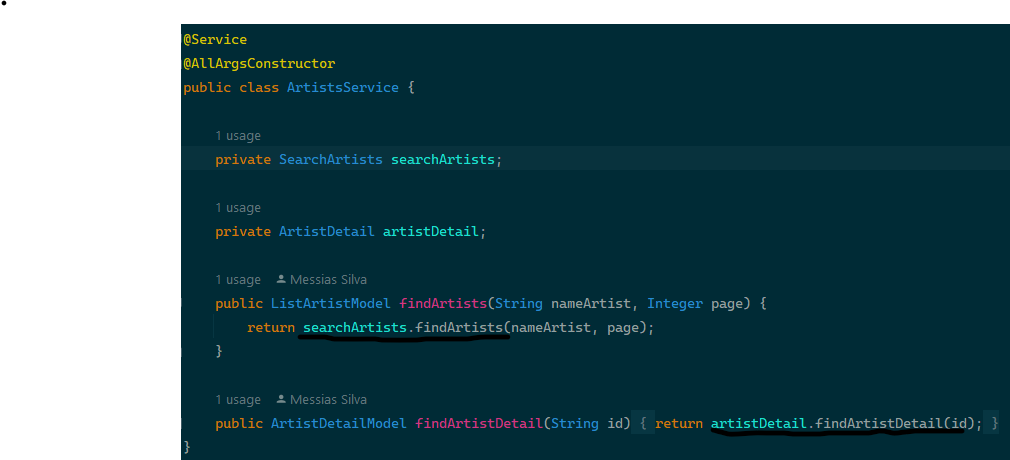 @Service
@AllArgsConstructor
public class ArtistsService {
1 usage
private SearchArtists searchArtists;
1 usage
private ArtistDetail artistDetail;
1 usage Messias Silva
public ListArtistModel findArtists(String nameArtist, Integer page) {
return searchArtists.findArtists(nameArtist, page);
}
1 usage Messias Silva
public ArtistDetailModel findArtistDetail(String id) { return artistDetail.findArtistDetail(id); }
}